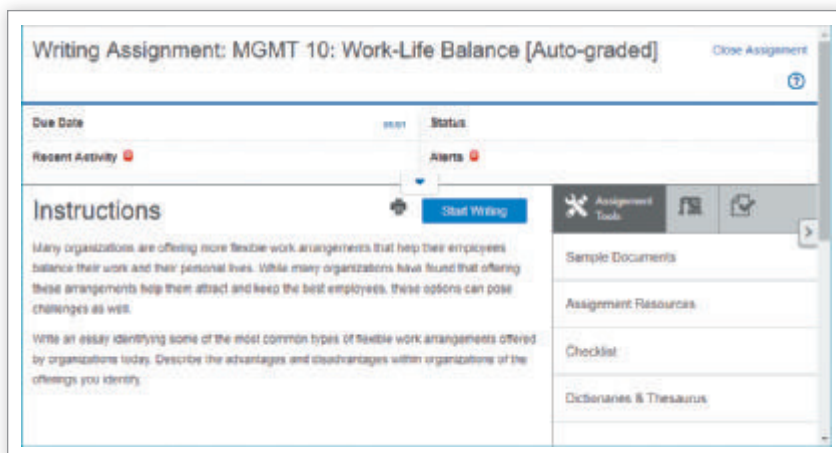 Writing Assignment: MGMT 10: Work-Life Balance [Auto-graded]
Close Assignment
Due Date
Status
Recent Activity
Alerts
Instructions
Start Writing
Assignment
Tools
Many organizations are offering more flexible work arrangements that help their employees
balance their work and their personal lives. While many organizations have found that offering
these arrangements help them attract and keep the best employees, these options can pose
challenges as well.
Write an essay identifying some of the most common types of flexible work arrangements offered
by organizations today. Describe the advantages and disadvantages within organizations of the
offerings you identify.
Sample Documents
Assignment Resources
Checklist
Dictionaries & Thesaurus